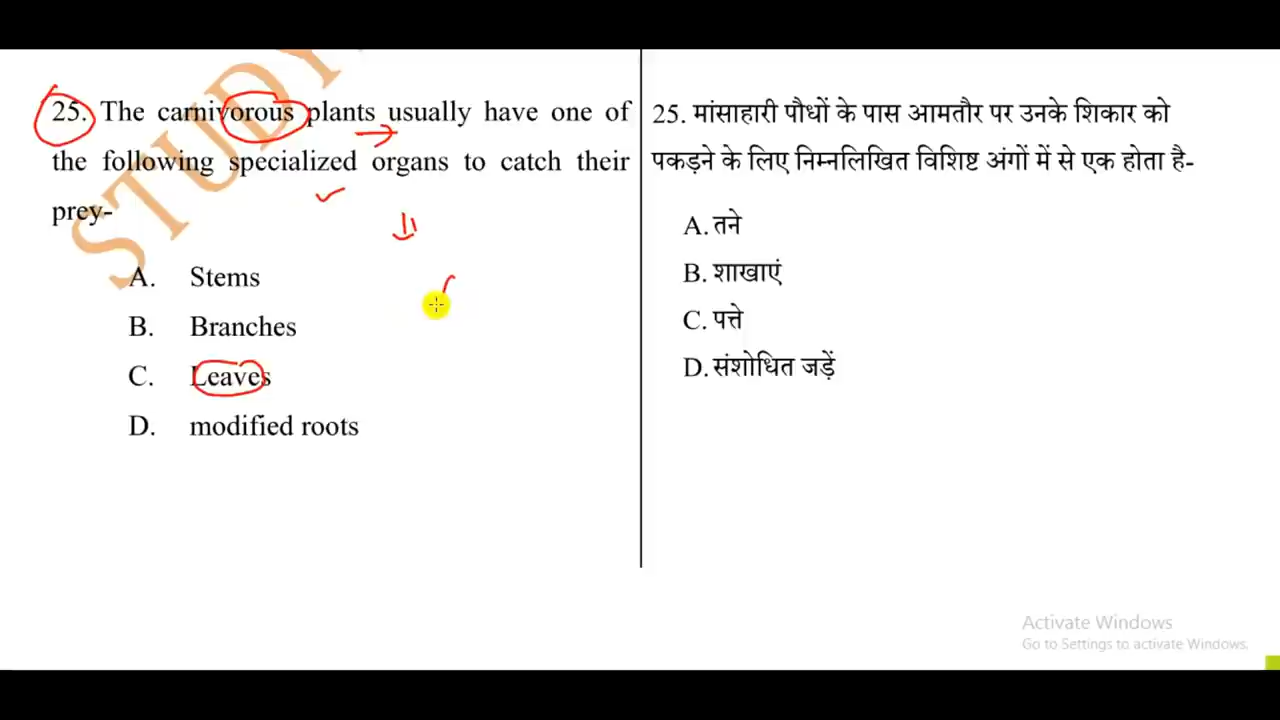 STUDY
25. The carnivorous plants usually have one of
the following specialized organs to catch their
prey-
A. Stems
B. Branches
C. Leaves
D. modified roots
25. मांसाहारी पौधों के पास आमतौर पर उनके शिकार को
पकड़ने के लिए निम्नलिखित विशिष्ट अंगों में से एक होता है-
A. तने
B. शाखाएं
C. पत्ते
D. संशोधित जड़ें
Activate Windows
Go to Settings to activate Windows.